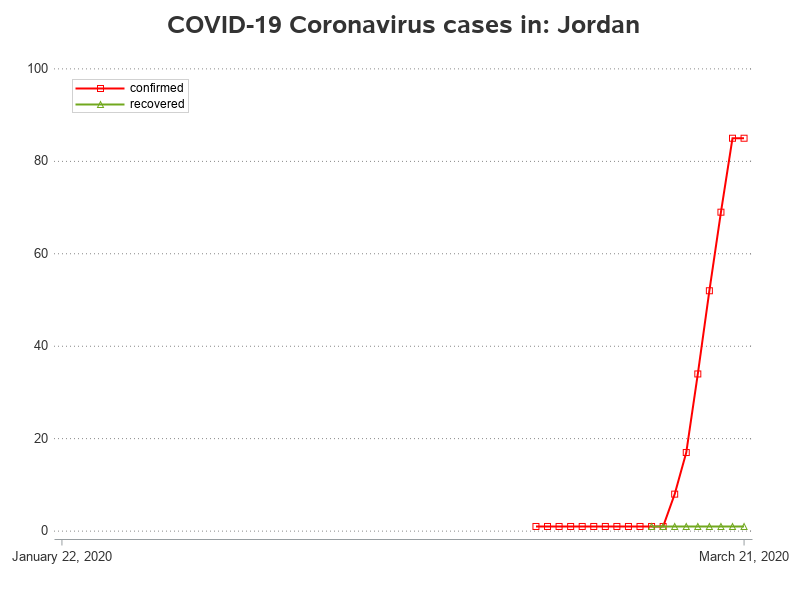 COVID-19 Coronavirus cases in: Jordan
100
confirmed
recovered
80
60
40
20
0
January 22, 2020
March 21, 2020